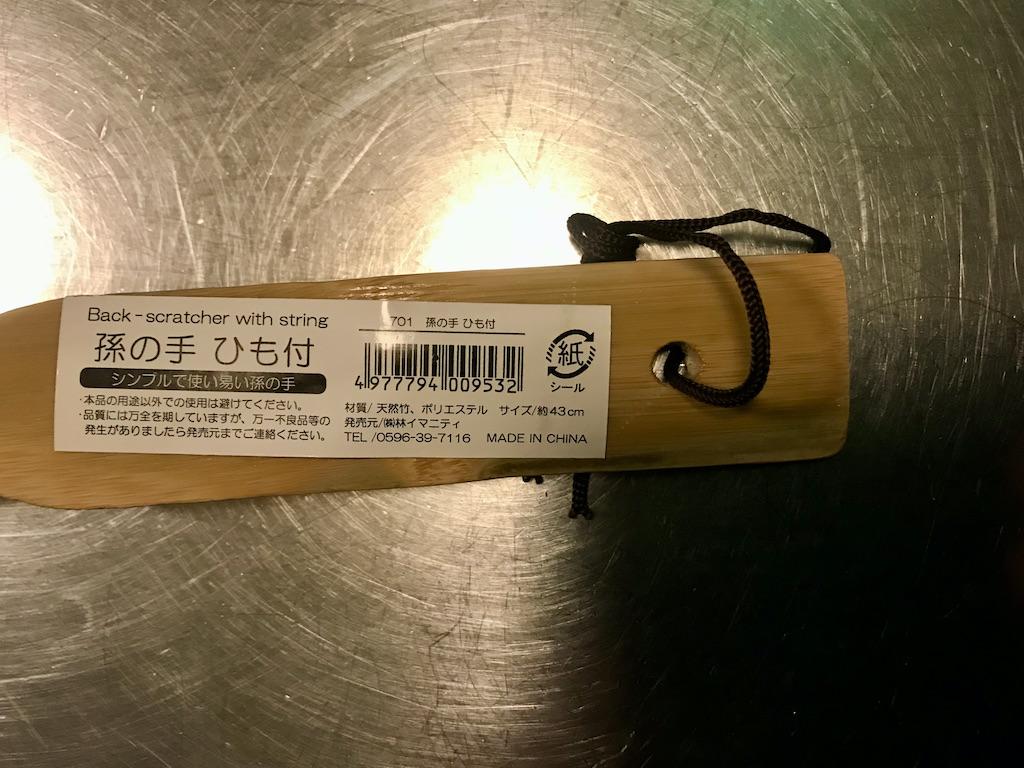 Back-scratcher with string
孫の手 ひも付
シンプルで使い易い孫の手
・本品の用途以外での使用は避けてください。
・品質には万全を期していますが、万一不良品等の
発生がありましたら発売元までご連絡ください。
701 孫の手 ひも付
4 977794 009532
紙
シール
材質/天然竹、ポリエステル サイズ/約43cm
発売元/㈱林イマニティ
TEL/0596-39-7116 MADE IN CHINA